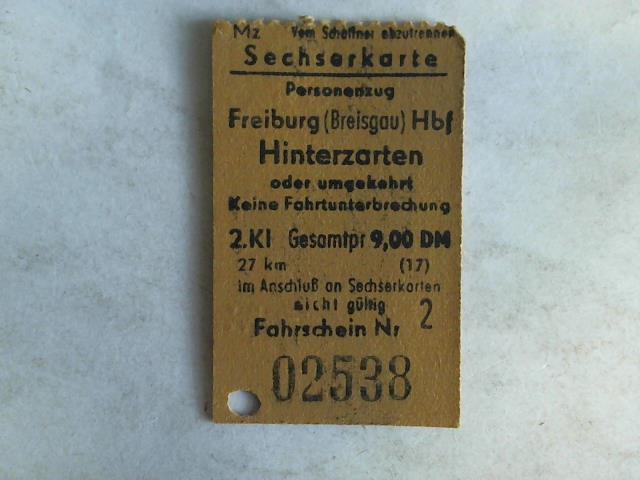 Mz Vom Schaffner abzutrennen
Sechserkarte
Personenzug
Freiburg (Breisgau) Hbf
Hinterzarten
oder umgekehrt
Keine Fahrtunterbrechung
2.Kl Gesamtpr 9,00 DM
27 km (17)
im Anschluß an Sechserkarten
nicht gültig
Fahrschein Nr 2
02538